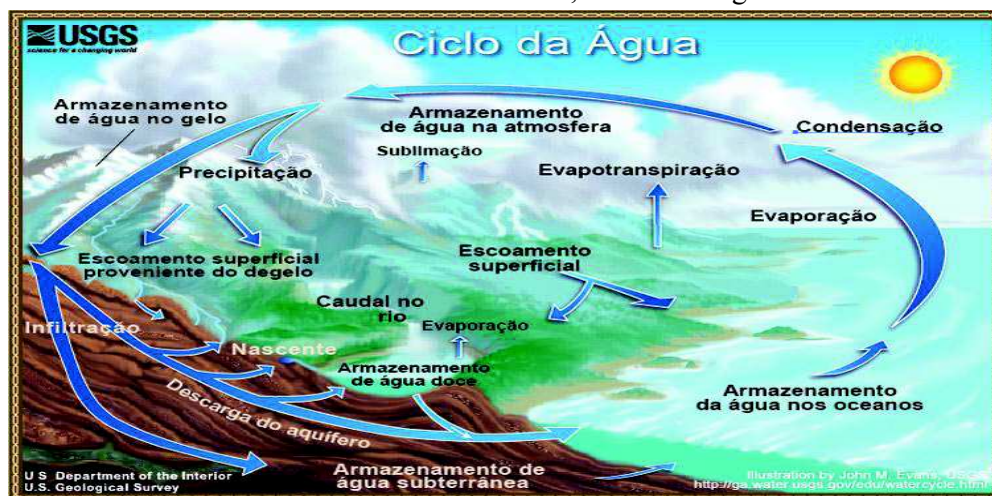 USGS
science for a changing world
Ciclo da Água
Armazenamento
de água no gelo
Armazenamento
de água na atmosfera
Condensação
Sublimação
Precipitação
Evapotranspiração
Evaporação
Escoamento superficial
proveniente do degelo
Escoamento
superficial
Caudal no
rio
Evaporação
Infiltração
Nascente
Armazenamento
de água doce
Descarga do aquífero
Armazenamento
da água nos oceanos
Armazenamento de
água subterrânea
U S Department of the Interior
U.S. Geological Survey
Illustration by John M. Evans, USGS
http://ga.water.usgs.gov/edu/watercycle.html